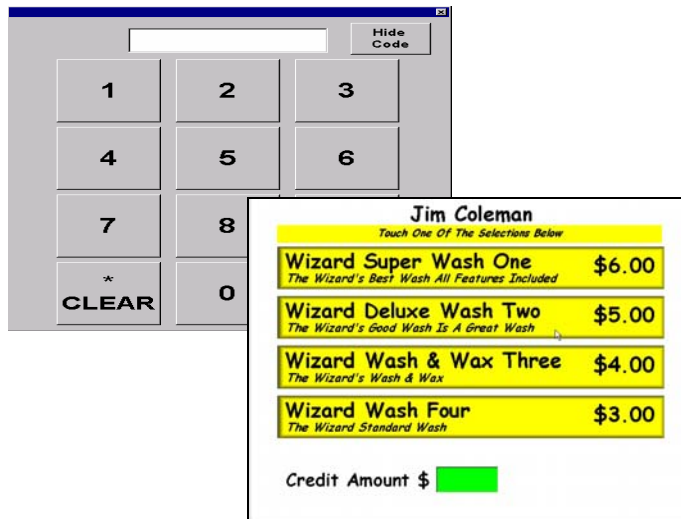 Hide
Code
1 2 3
4 5 6
7 8
*
CLEAR 0
Jim Coleman
Touch One Of The Selections Below
Wizard Super Wash One $6.00
The Wizard's Best Wash All Features Included
Wizard Deluxe Wash Two $5.00
The Wizard's Good Wash Is A Great Wash
Wizard Wash & Wax Three $4.00
The Wizard's Wash & Wax
Wizard Wash Four $3.00
The Wizard Standard Wash
Credit Amount $